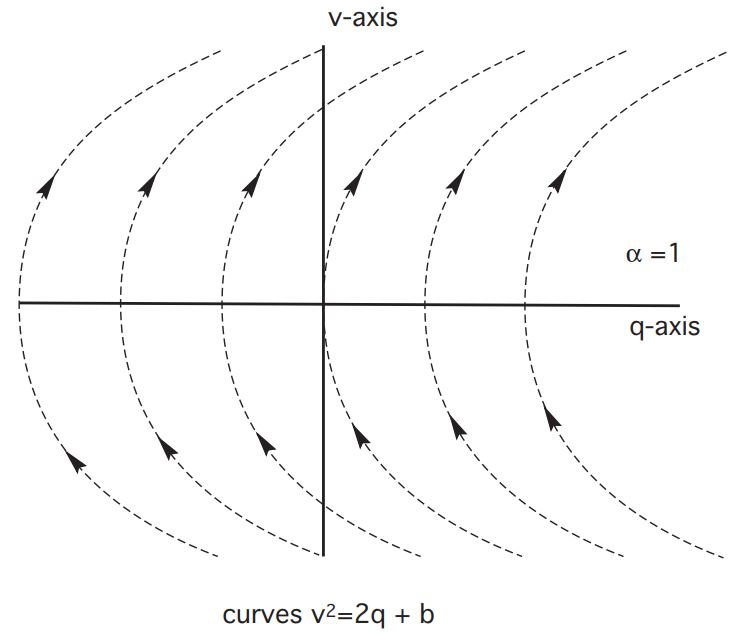 v-axis
α =1
q-axis
curves v²=2q + b